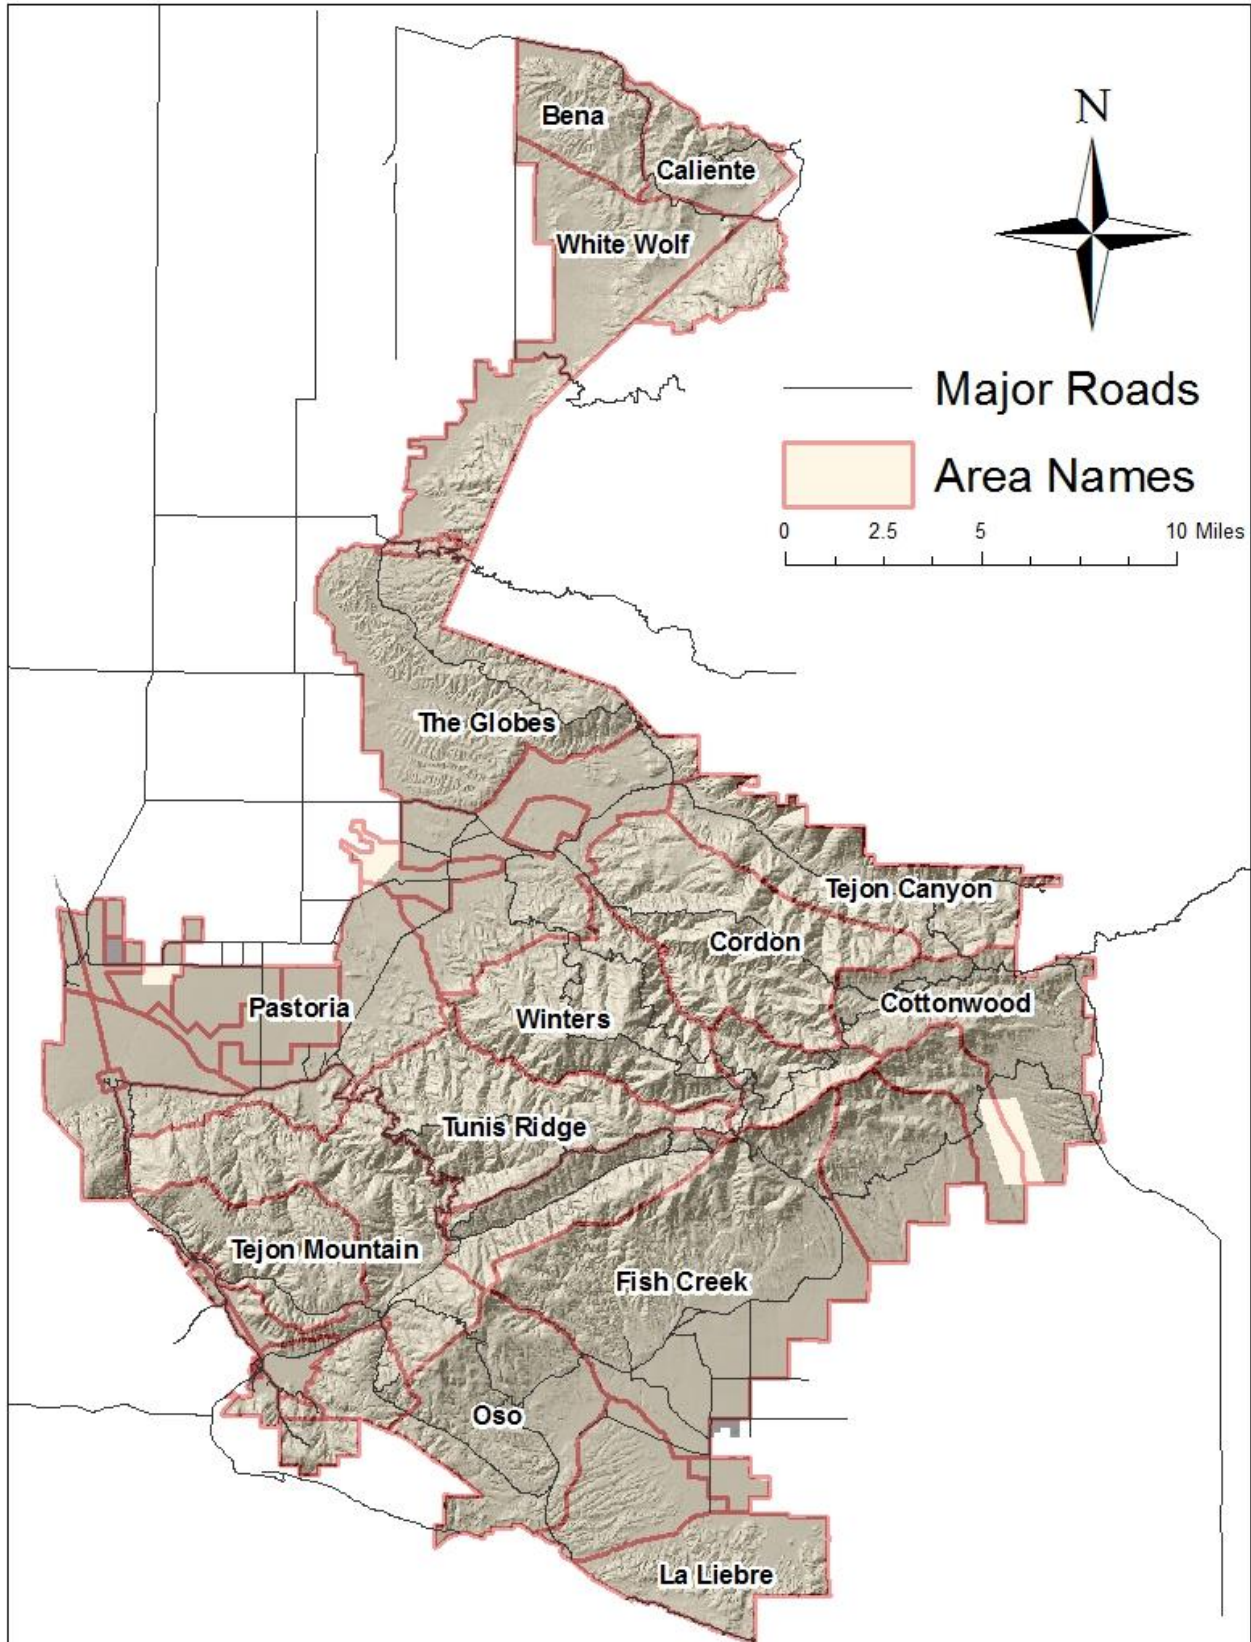 N
Bena
Caliente
White Wolf
Major Roads
Area Names
0 2.5 5 10 Miles
The Globes
Tejon Canyon
Cordon
Cottonwood
Pastoria
Winters
Tunis Ridge
Tejon Mountain
Fish Creek
Oso
La Liebre